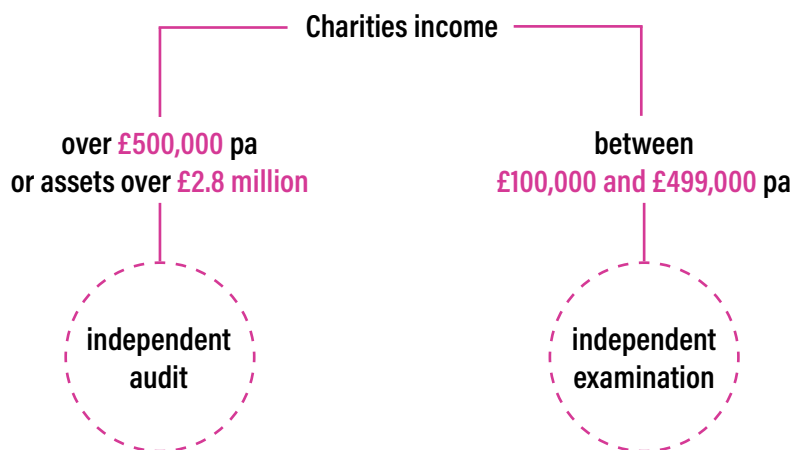 Charities income
over £500,000 pa
or assets over £2.8 million
between
£100,000 and £499,000 pa
independent
audit
independent
examination